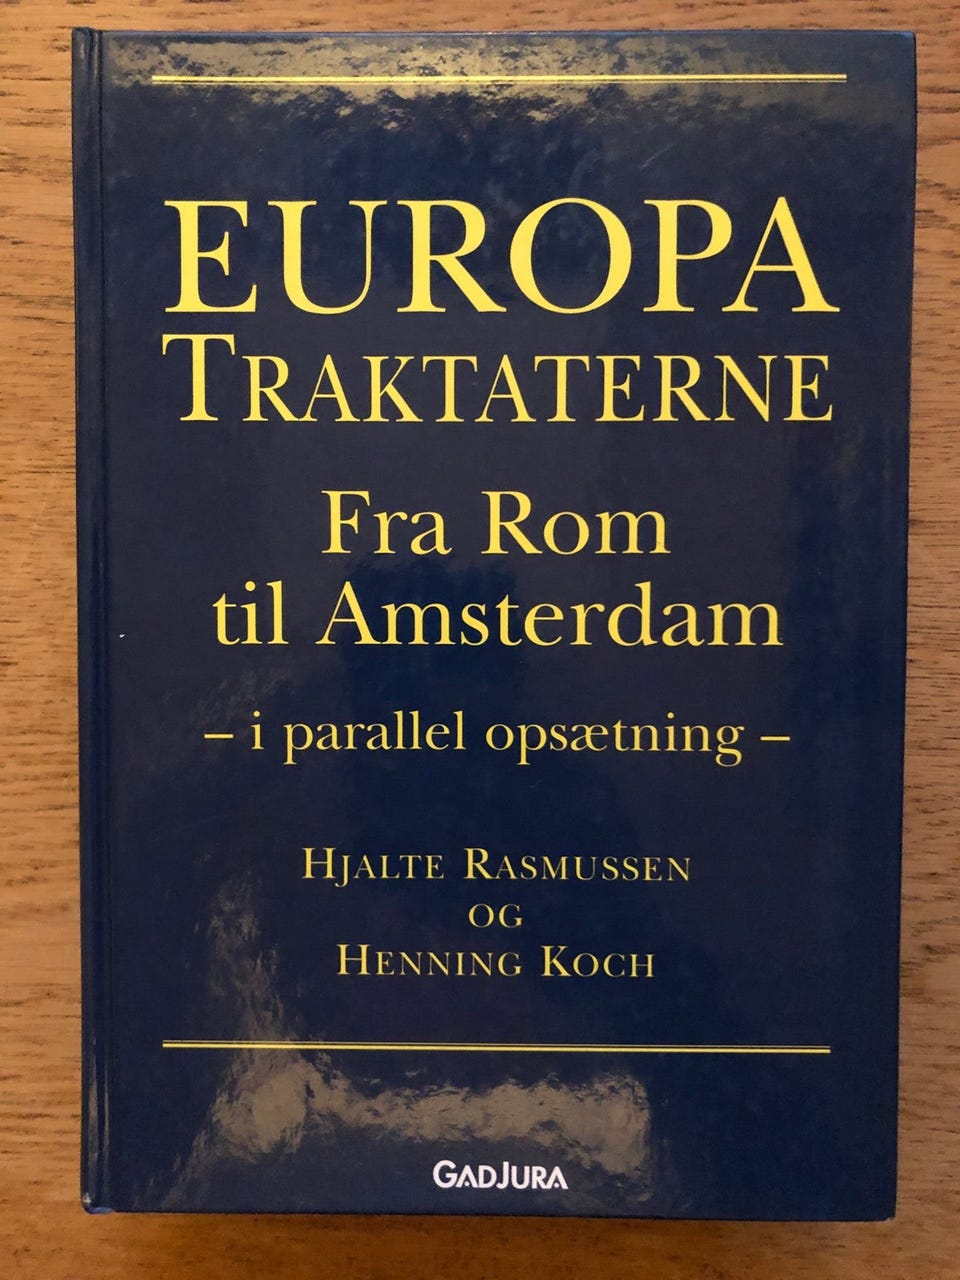 EUROPA
TRAKTATERNE
Fra Rom
til Amsterdam
– i parallel opsætning –
HJALTE RASMUSSEN
OG
HENNING KOCH
GADJURA